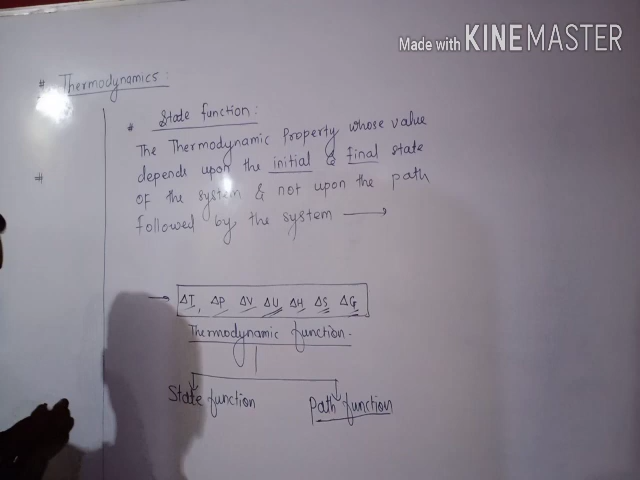 Made with KINEMASTER
# Thermodynamics :
* State function :
The Thermodynamic Property whose value
depends upon the initial & final state
of the system & not upon the path
followed by the system →
#
→ ΔT, ΔP ΔV ΔU ΔH ΔS ΔG
Thermodynamic function -
State function
Path function